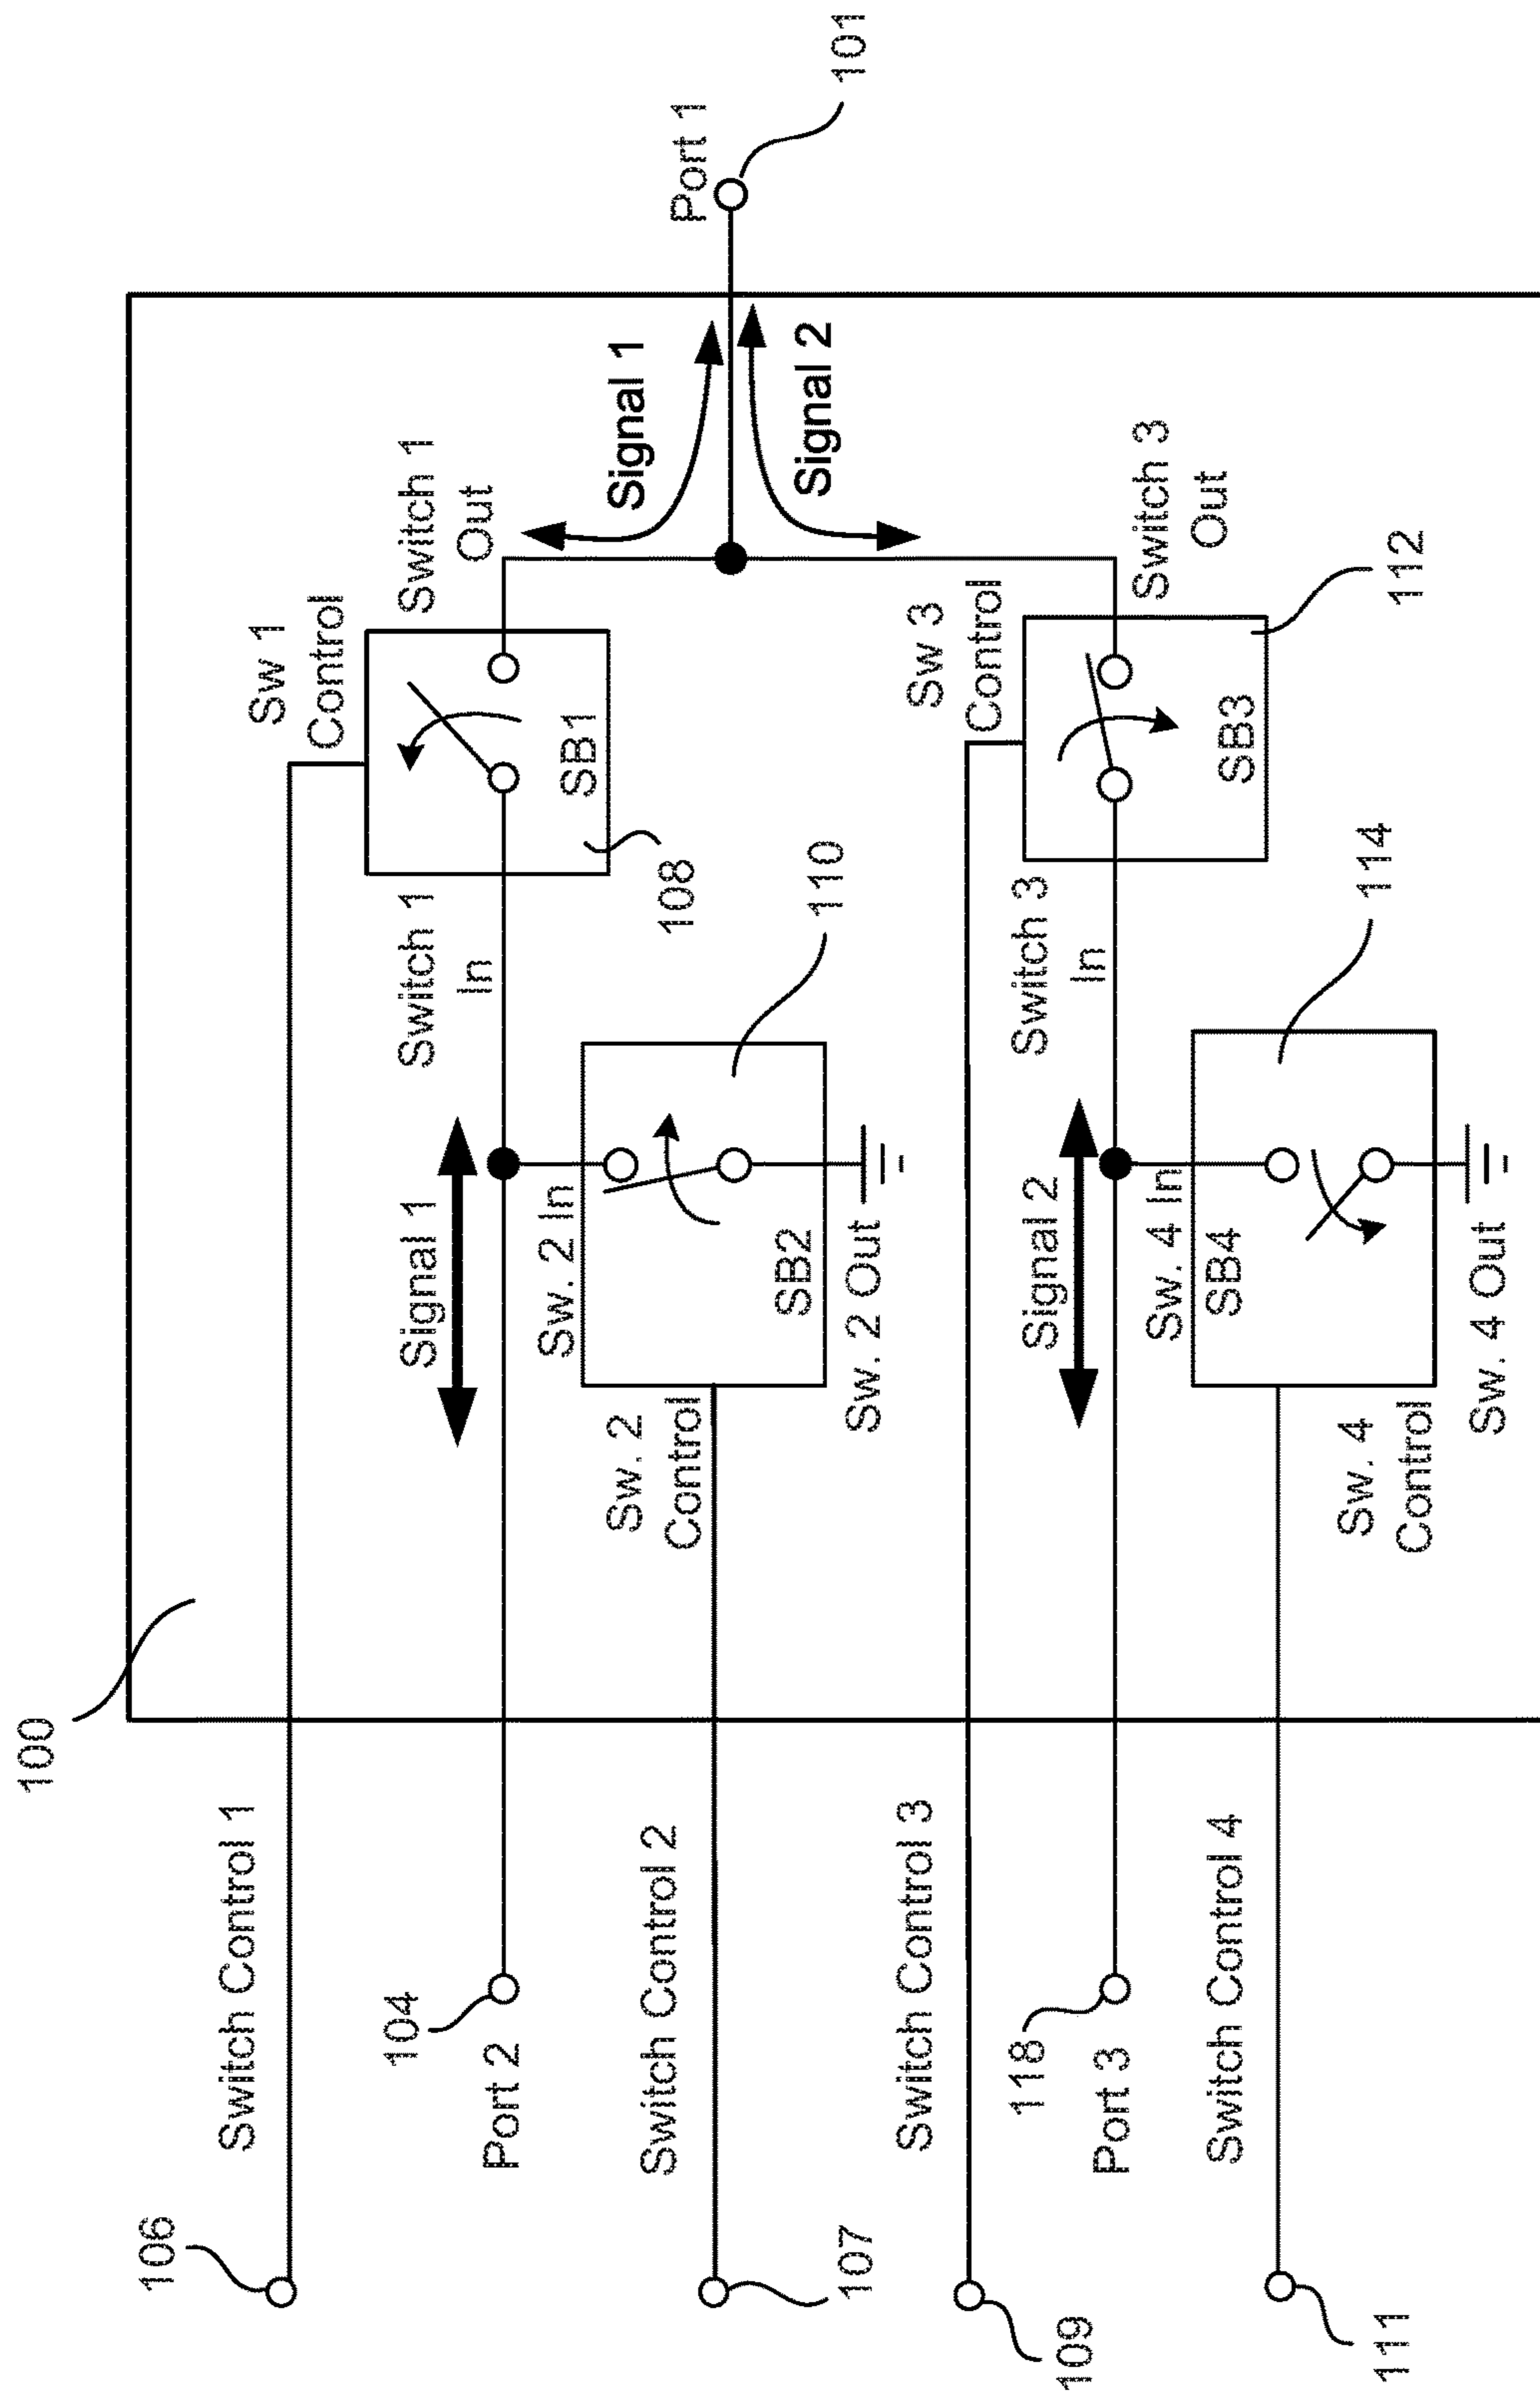 100
106
Switch Control 1
Sw 1
Control
Switch 1
Out
Switch 1
In
SB1
108
Signal 1
104
Port 2
Signal 1
Port 1
101
Signal 2
Sw. 2 In
Sw. 2
Control
SB2
110
Sw. 2 Out
Switch Control 2
107
Switch Control 3
109
Sw 3
Control
Switch 3
Out
Switch 3
In
SB3
112
Signal 2
118
Port 3
Sw. 4 In
SB4
114
Switch Control 4
111
Sw. 4
Control
Sw. 4 Out